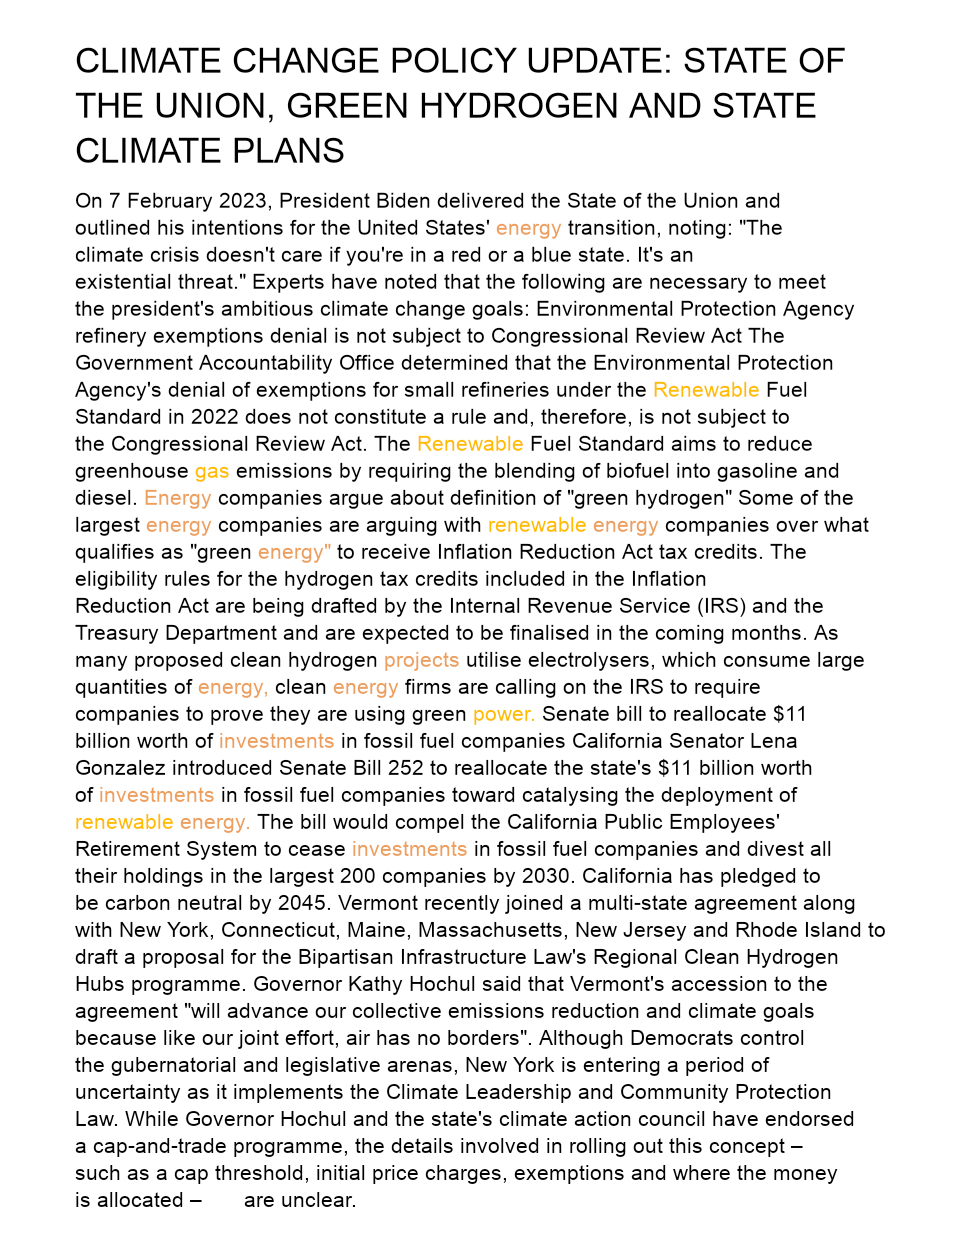 CLIMATE CHANGE POLICY UPDATE: STATE OF
THE UNION, GREEN HYDROGEN AND STATE
CLIMATE PLANS
On 7 February 2023, President Biden delivered the State of the Union and
outlined his intentions for the United States' energy transition, noting: "The
climate crisis doesn't care if you're in a red or a blue state. It's an
existential threat." Experts have noted that the following are necessary to meet
the president's ambitious climate change goals: Environmental Protection Agency
refinery exemptions denial is not subject to Congressional Review Act The
Government Accountability Office determined that the Environmental Protection
Agency's denial of exemptions for small refineries under the Renewable Fuel
Standard in 2022 does not constitute a rule and, therefore, is not subject to
the Congressional Review Act. The Renewable Fuel Standard aims to reduce
greenhouse gas emissions by requiring the blending of biofuel into gasoline and
diesel. Energy companies argue about definition of "green hydrogen" Some of the
largest energy companies are arguing with renewable energy companies over what
qualifies as "green energy" to receive Inflation Reduction Act tax credits. The
eligibility rules for the hydrogen tax credits included in the Inflation
Reduction Act are being drafted by the Internal Revenue Service (IRS) and the
Treasury Department and are expected to be finalised in the coming months. As
many proposed clean hydrogen projects utilise electrolysers, which consume large
quantities of energy, clean energy firms are calling on the IRS to require
companies to prove they are using green power. Senate bill to reallocate $11
billion worth of investments in fossil fuel companies California Senator Lena
Gonzalez introduced Senate Bill 252 to reallocate the state's $11 billion worth
of investments in fossil fuel companies toward catalysing the deployment of
renewable energy. The bill would compel the California Public Employees'
Retirement System to cease investments in fossil fuel companies and divest all
their holdings in the largest 200 companies by 2030. California has pledged to
be carbon neutral by 2045. Vermont recently joined a multi-state agreement along
with New York, Connecticut, Maine, Massachusetts, New Jersey and Rhode Island to
draft a proposal for the Bipartisan Infrastructure Law's Regional Clean Hydrogen
Hubs programme. Governor Kathy Hochul said that Vermont's accession to the
agreement "will advance our collective emissions reduction and climate goals
because like our joint effort, air has no borders". Although Democrats control
the gubernatorial and legislative arenas, New York is entering a period of
uncertainty as it implements the Climate Leadership and Community Protection
Law. While Governor Hochul and the state's climate action council have endorsed
a cap-and-trade programme, the details involved in rolling out this concept –
such as a cap threshold, initial price charges, exemptions and where the money
is allocated – are unclear.